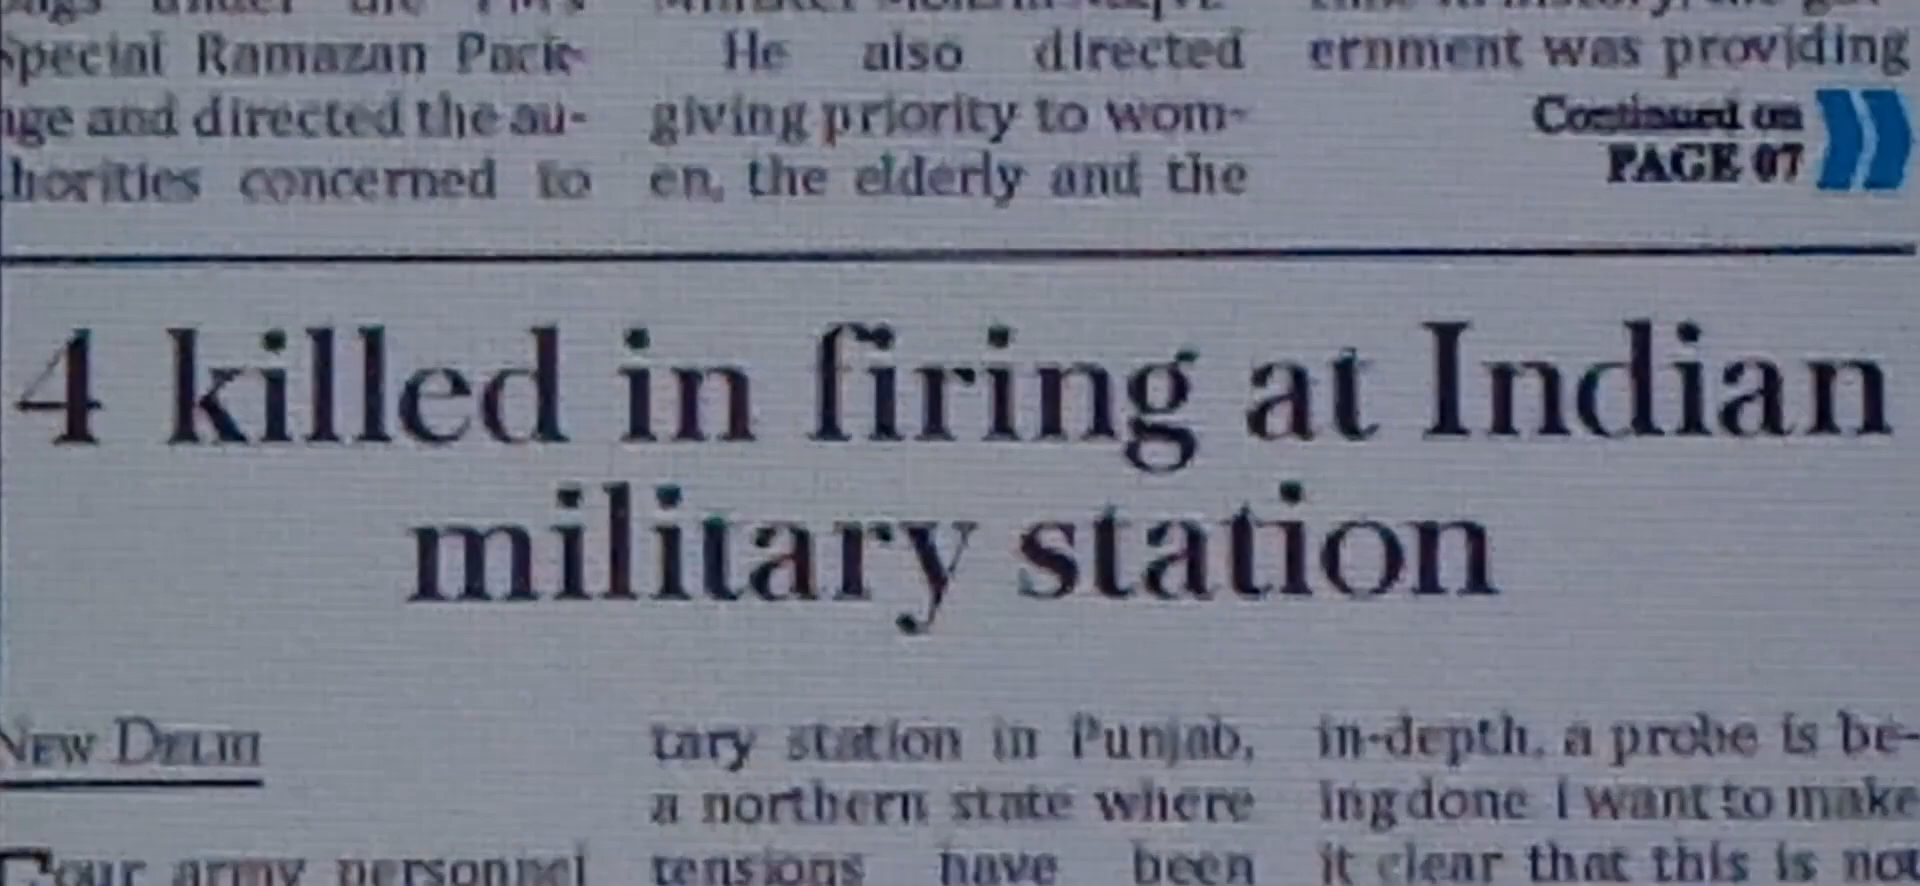 Special Ramazan Pack-
age and directed the au-
thorities concerned to
He also directed
giving priority to wom-
en, the elderly and the
ernment was providing
Continued on
PAGE 07
4 killed in firing at Indian
military station
NEW DELHI
Four army personnel
tary station in Punjab,
a northern state where
tensions have been
in-depth, a probe is be-
ing done I want to make
it clear that this is not